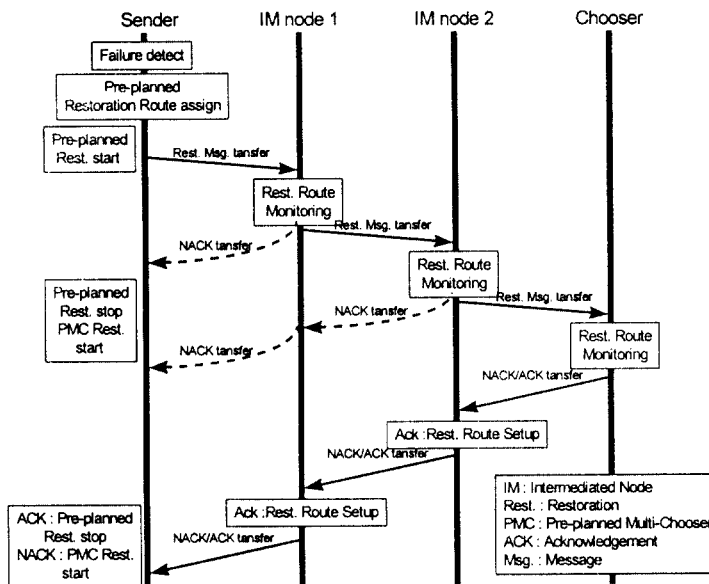 Sender
IM node 1
IM node 2
Chooser
Failure detect
Pre-planned
Restoration Route assign
Pre-planned
Rest. start
Rest. Msg. tansfer
Rest. Route
Monitoring
Rest. Msg. tansfer
NACK tansfer
Rest. Route
Monitoring
Rest. Msg. tansfer
Pre-planned
Rest. stop
PMC Rest.
start
NACK tansfer
NACK tansfer
Rest. Route
Monitoring
NACK/ACK tansfer
Ack :Rest. Route Setup
NACK/ACK tansfer
Ack :Rest. Route Setup
NACK/ACK tansfer
ACK : Pre-planned
Rest. stop
NACK : PMC Rest.
start
IM : Intermediated Node
Rest. : Restoration
PMC : Pre-planned Multi-Chooser
ACK : Acknowledgement
Msg. : Message